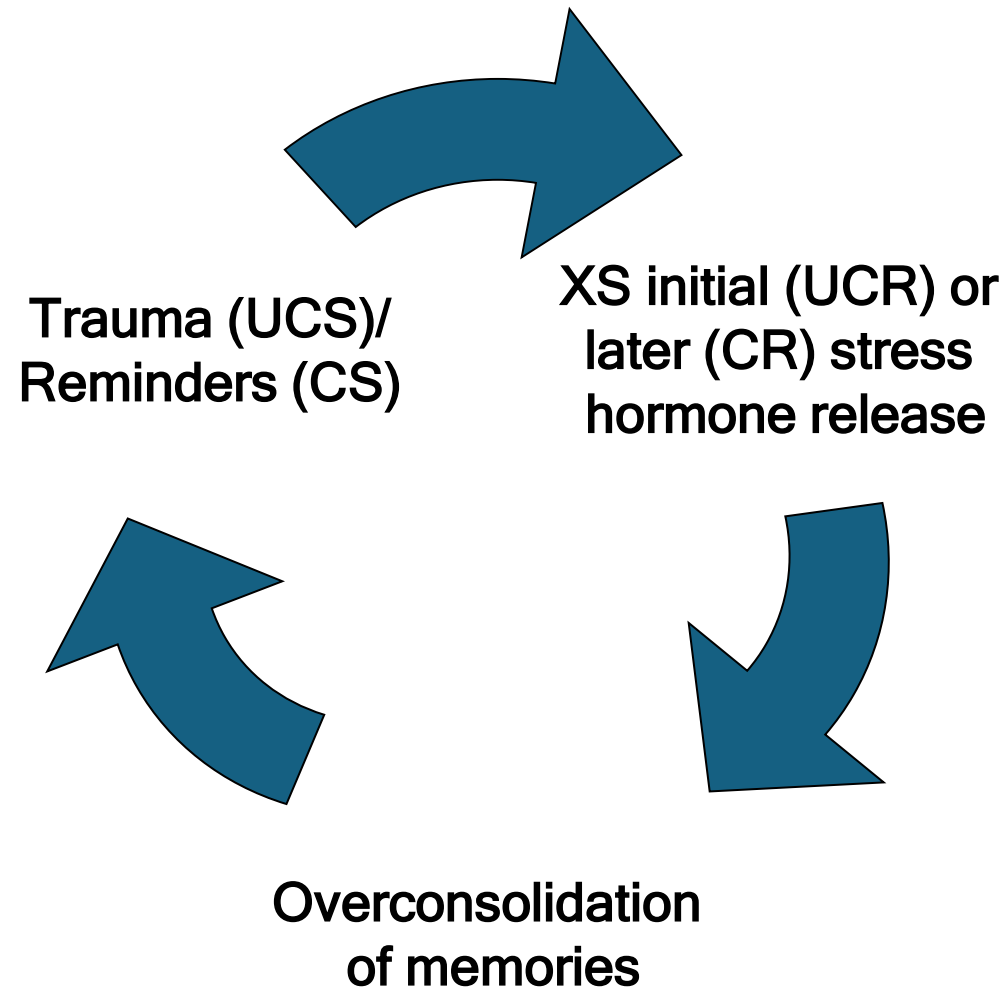 Trauma (UCS)/
Reminders (CS)
XS initial (UCR) or
later (CR) stress
hormone release
Overconsolidation
of memories